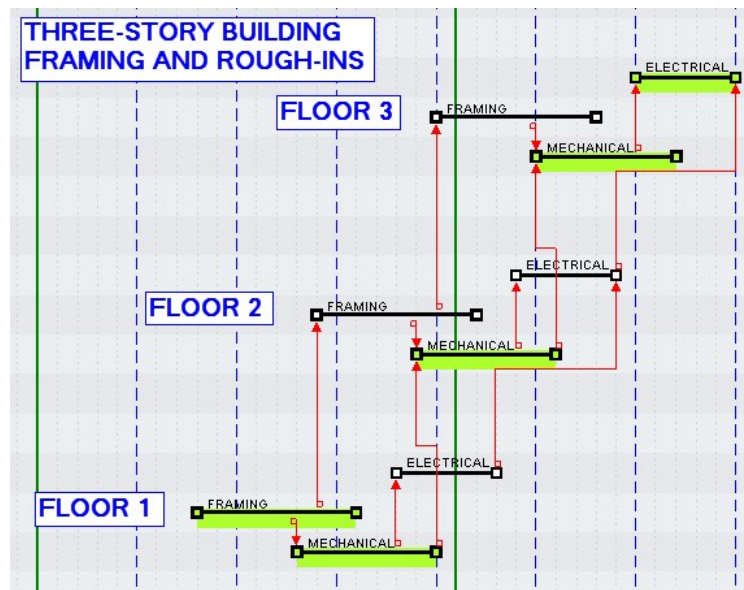 THREE-STORY BUILDING
FRAMING AND ROUGH-INS
ELECTRICAL
FLOOR 3
FRAMING
MECHANICAL
ELECTRICAL
FLOOR 2
FRAMING
MECHANICAL
ELECTRICAL
FLOOR 1
FRAMING
MECHANICAL